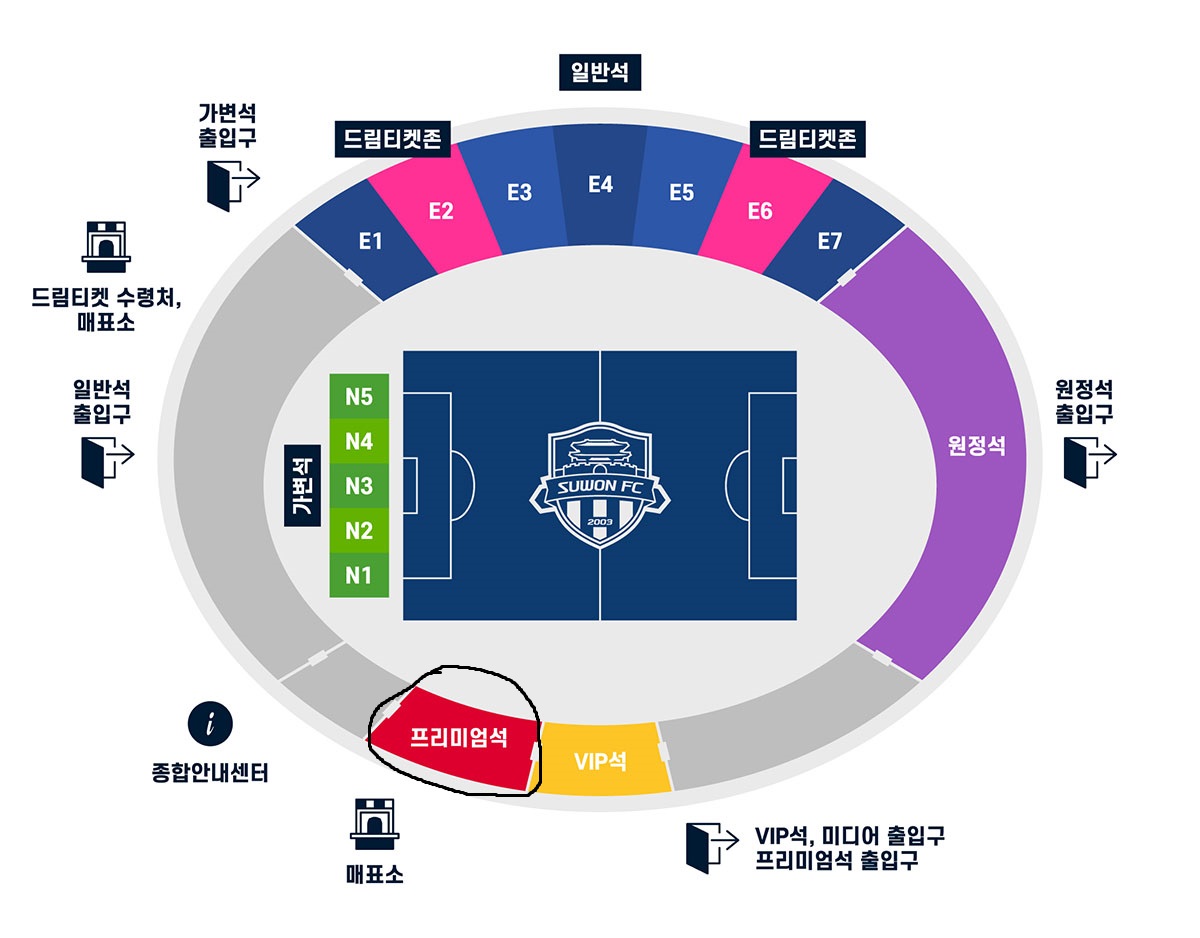 일반석
가변석
출입구
드림티켓존
드림티켓존
E1
E2
E3
E4
E5
E6
E7
드림티켓 수령처,
매표소
일반석
출입구
원정석
출입구
원정석
가변석
N5
N4
N3
N2
N1
SUWON FC
2003
프리미엄석
VIP석
i
종합안내센터
매표소
VIP석, 미디어 출입구
프리미엄석 출입구